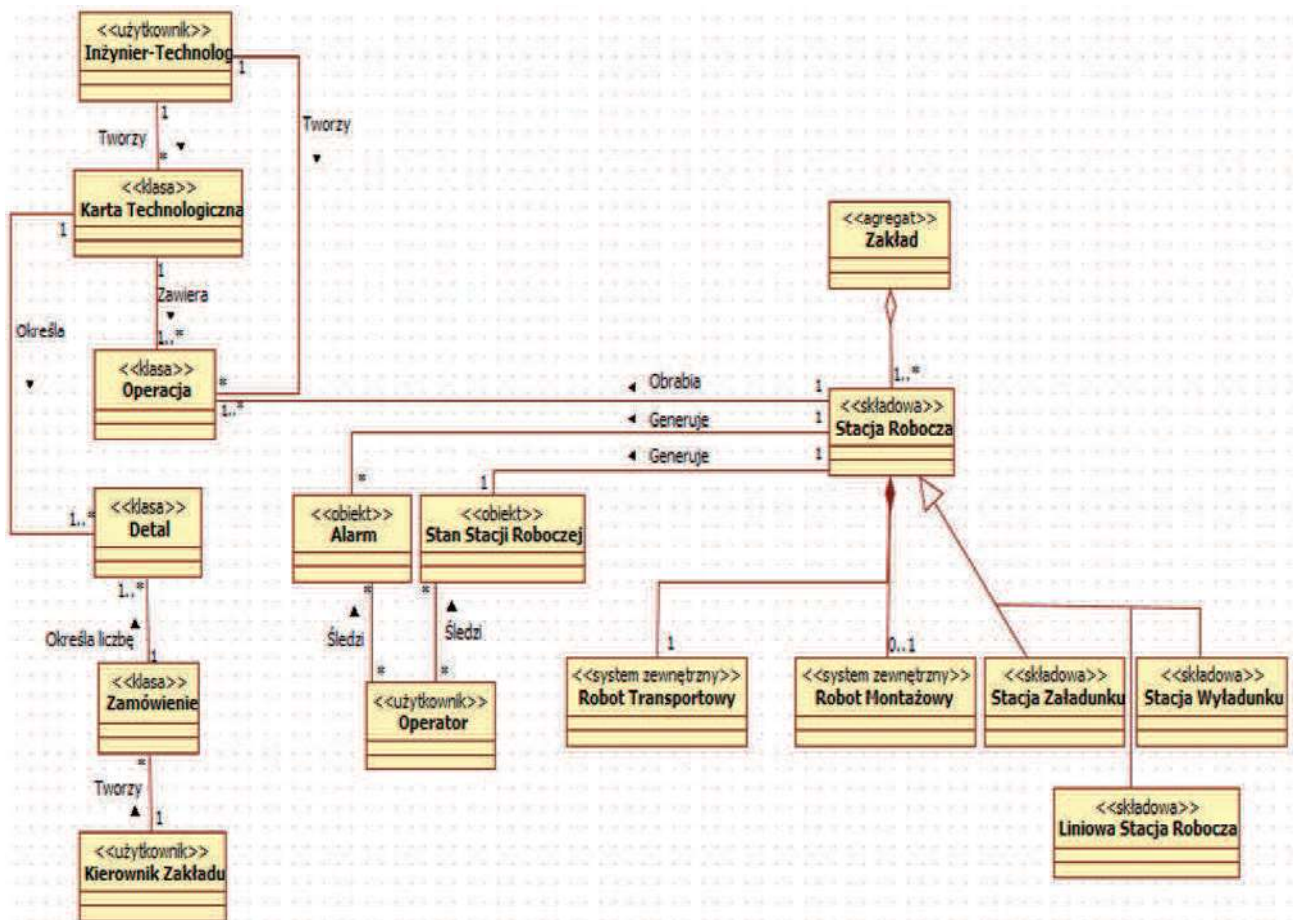 <<użytkownik>>
Inżynier-Technolog
1
1
Tworzy
*
Tworzy
<<klasa>>
Karta Technologiczna
1
1
Zawiera
1..*
Określa
<<klasa>>
Operacja
*
1..*
<<agregat>>
Zakład
1..*
Obrabia
1
Generuje
1
Generuje
1
<<składowa>>
Stacja Robocza
*
1
<<klasa>>
Detal
1..*
1..*
<<obiekt>>
Alarm
<<obiekt>>
Stan Stacji Roboczej
*
*
Śledzi
Śledzi
*
*
Określa liczbę
1
<<klasa>>
Zamówienie
*
<<użytkownik>>
Operator
1
0..1
<<system zewnętrzny>>
Robot Transportowy
<<system zewnętrzny>>
Robot Montażowy
<<składowa>>
Stacja Załadunku
<<składowa>>
Stacja Wyładunku
Tworzy
1
<<składowa>>
Liniowa Stacja Robocza
<<użytkownik>>
Kierownik Zakładu